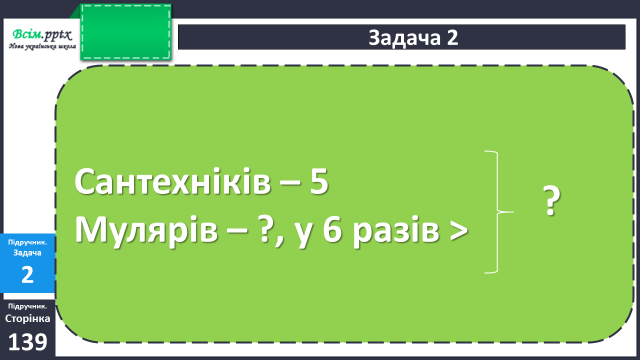 Всім.pptx
Нова українська школа
Задача 2
Сантехніків – 5
Мулярів – ?, у 6 разів >
?
Підручник.
Задача
2
Підручник.
Сторінка
139